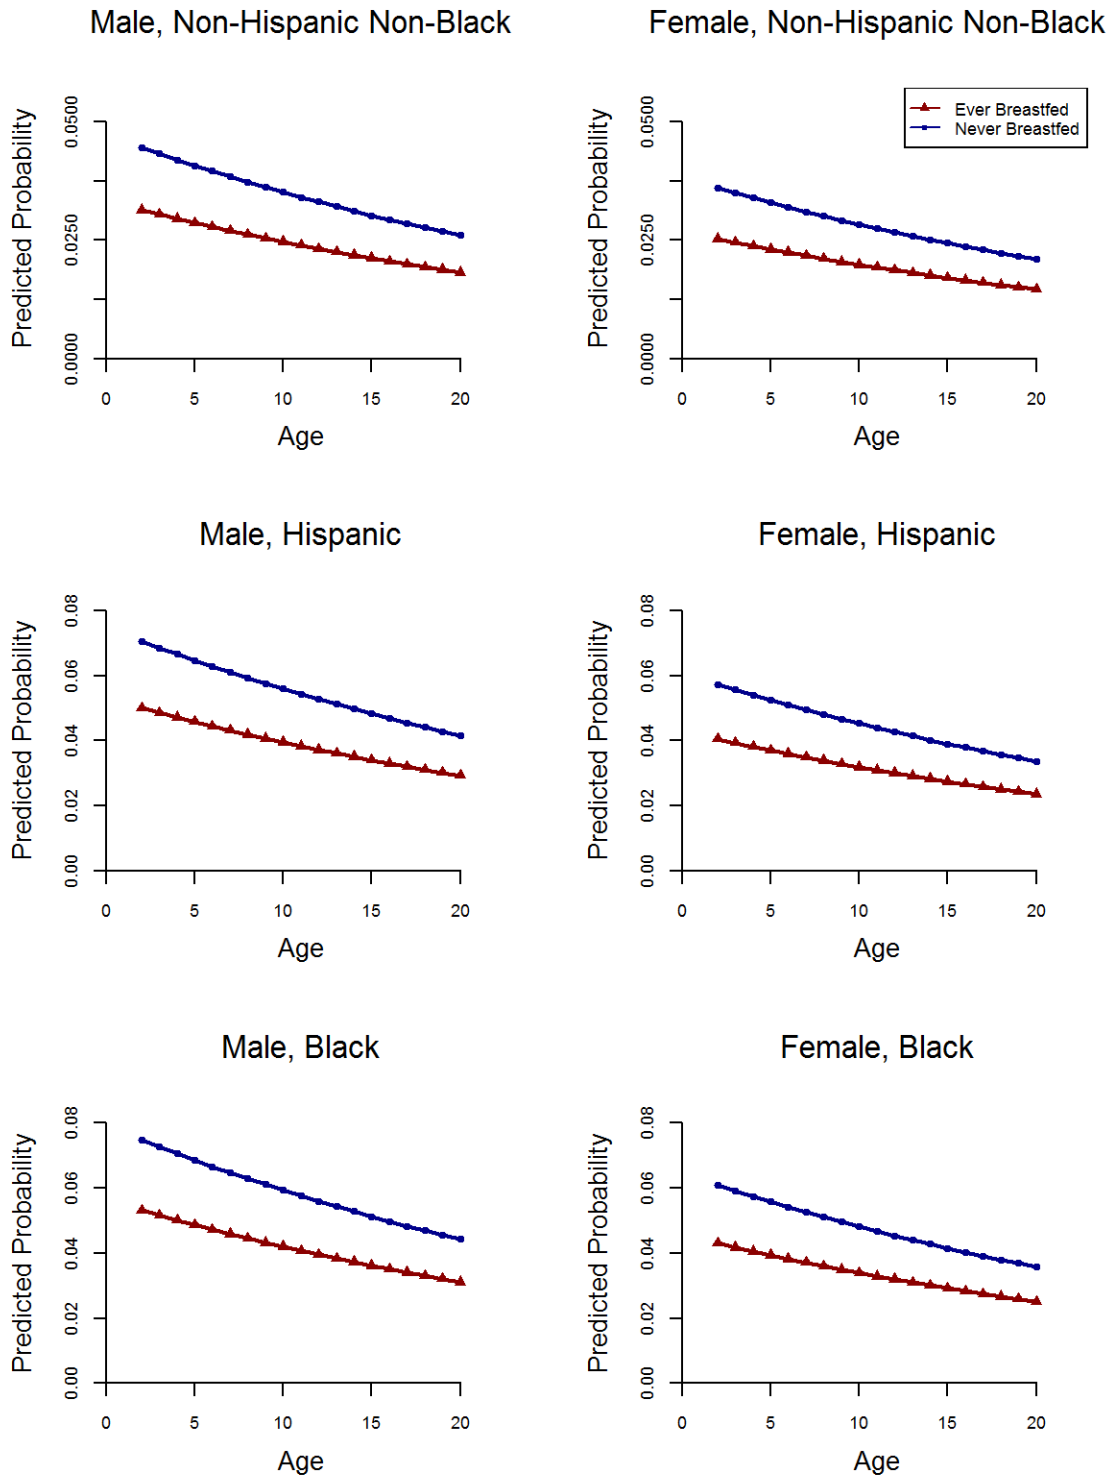 Male, Non-Hispanic Non-Black
Predicted Probability
0.0000 0.0250 0.0500
0 5 10 15 20
Age
Female, Non-Hispanic Non-Black
Ever Breastfed
Never Breastfed
Predicted Probability
0.0000 0.0250 0.0500
0 5 10 15 20
Age
Male, Hispanic
Predicted Probability
0.00 0.02 0.04 0.06 0.08
0 5 10 15 20
Age
Female, Hispanic
Predicted Probability
0.00 0.02 0.04 0.06 0.08
0 5 10 15 20
Age
Male, Black
Predicted Probability
0.00 0.02 0.04 0.06 0.08
0 5 10 15 20
Age
Female, Black
Predicted Probability
0.00 0.02 0.04 0.06 0.08
0 5 10 15 20
Age